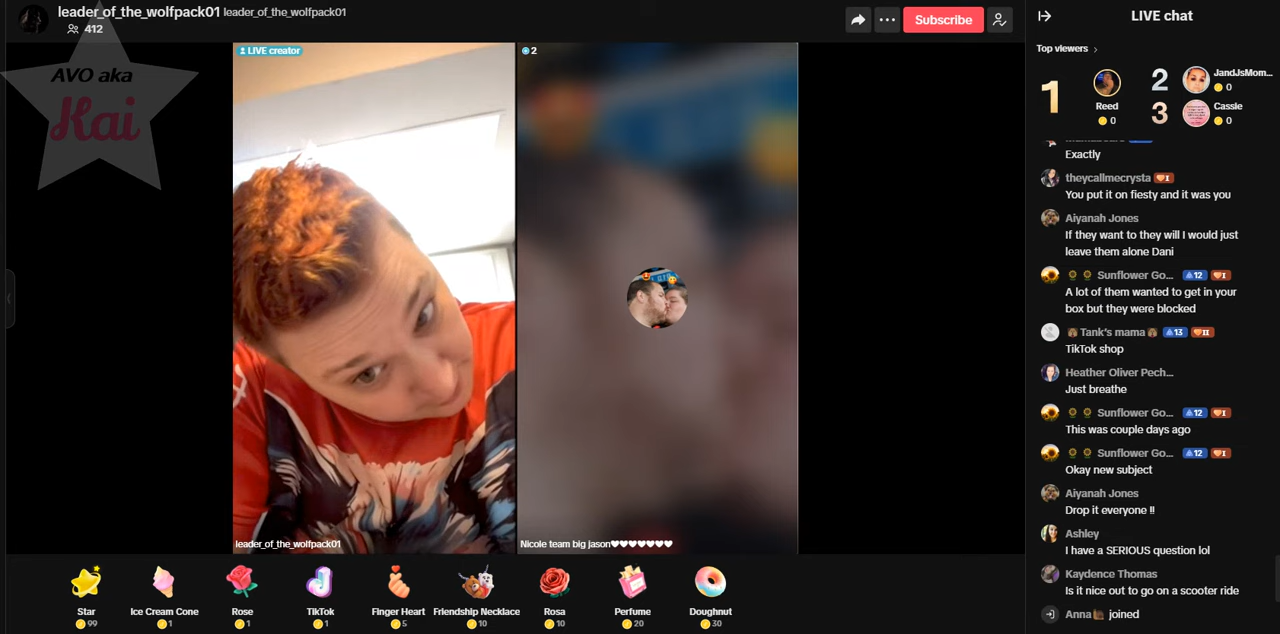 leader_of_the_wolfpack01 leader_of_the_wolfpack01
412
Subscribe
AVO aka
Kai
LIVE creator
2
leader_of_the_wolfpack01
Nicole team big jason♥♥♥♥♥♥♥
Star
99
Ice Cream Cone
1
Rose
1
TikTok
1
Finger Heart
5
Friendship Necklace
10
Rosa
10
Perfume
20
Doughnut
30
LIVE chat
Top viewers >
1
Reed
0
2
JandJsMom...
0
3
Cassie
0
Exactly
theycallmecrysta I
You put it on fiesty and it was you
Aiyanah Jones
If they want to they will I would just
leave them alone Dani
🌻 🌻 Sunflower Go... 12 I
A lot of them wanted to get in your
box but they were blocked
Tank's mama 13 II
TikTok shop
Heather Oliver Pech...
Just breathe
🌻 🌻 Sunflower Go... 12 I
This was couple days ago
🌻 🌻 Sunflower Go... 12 I
Okay new subject
Aiyanah Jones
Drop it everyone !!
Ashley
I have a SERIOUS question lol
Kaydence Thomas
Is it nice out to go on a scooter ride
Anna joined